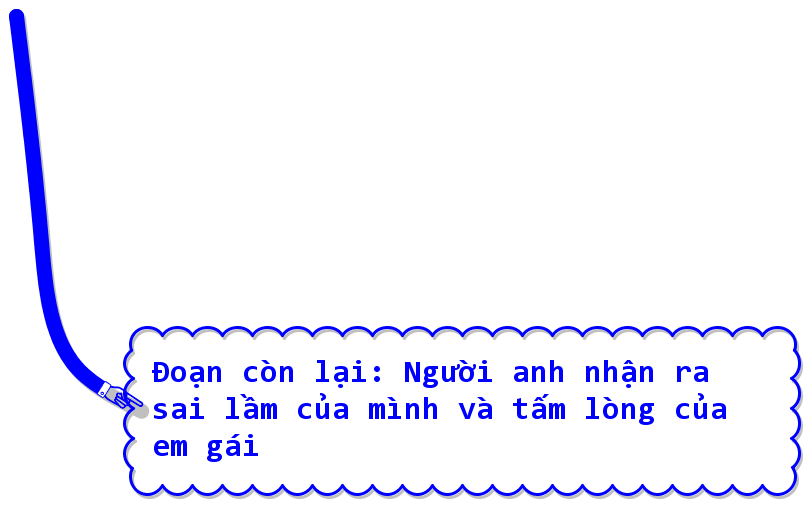 Đoạn còn lại: Người anh nhận ra
sai lầm của mình và tấm lòng của
em gái